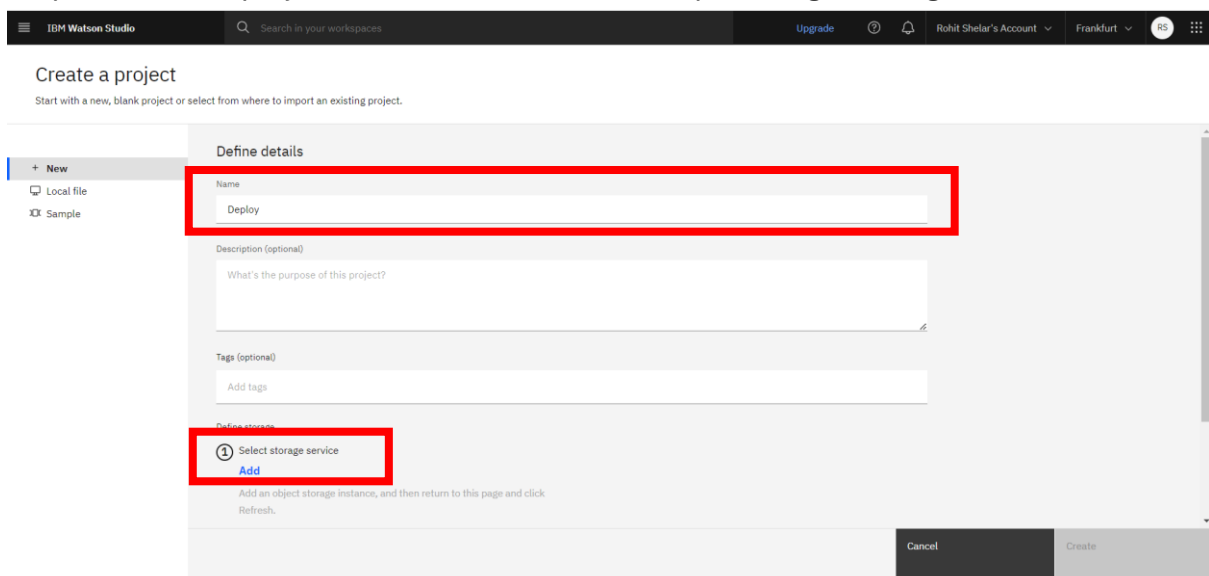 IBM Watson Studio
Search in your workspaces
Upgrade
Rohit Shelar's Account
Frankfurt
RS
Create a project
Start with a new, blank project or select from where to import an existing project.
+ New
Local file
Sample
Define details
Name
Deploy
Description (optional)
What's the purpose of this project?
Tags (optional)
Add tags
Define storage
1 Select storage service
Add
Add an object storage instance, and then return to this page and click
Refresh.
Cancel
Create